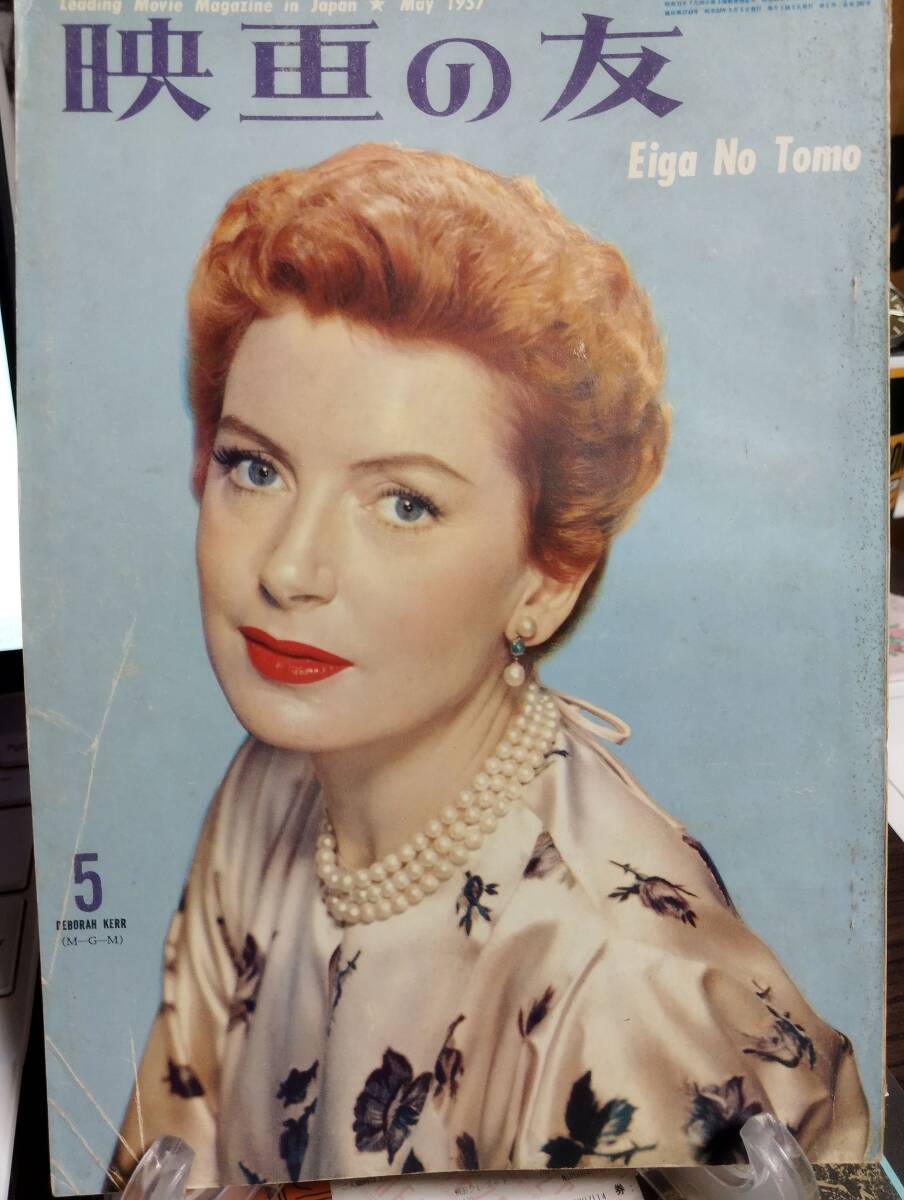 Leading Movie Magazine in Japan ★ May 1957
映画の友
Eiga No Tomo
5
DEBORAH KERR
(M—G—M)